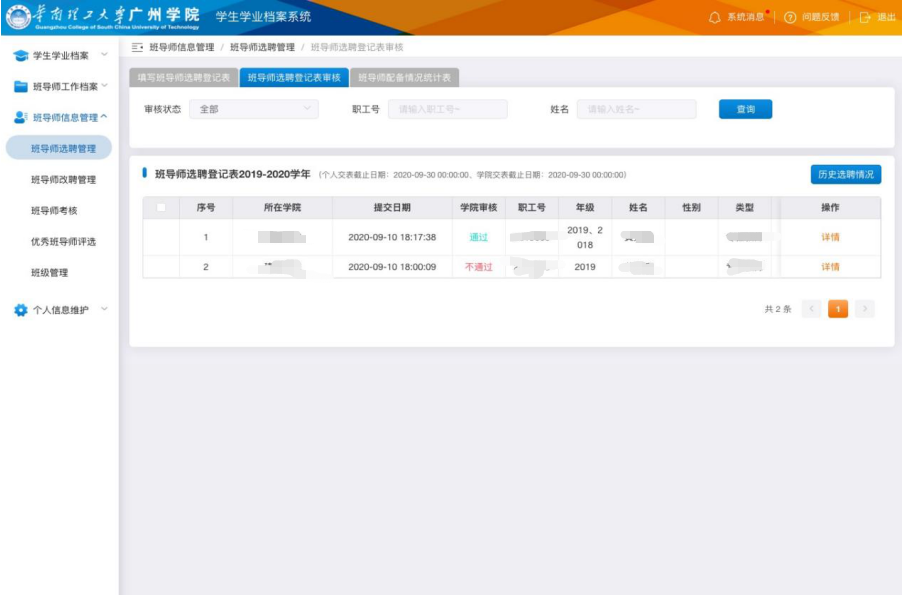 华南理工大学广州学院 学生学业档案系统 系统消息 问题反馈 退出
Guangzhou College of South China University of Technology
学生学业档案
班导师工作档案
班导师信息管理
班导师选聘管理
班导师改聘管理
班导师考核
优秀班导师评选
班级管理
个人信息维护
班导师信息管理 / 班导师选聘管理 / 班导师选聘登记表审核
填写班导师选聘登记表 班导师选聘登记表审核 班导师配备情况统计表
审核状态 全部 职工号 请输入职工号~ 姓名 请输入姓名~ 查询
班导师选聘登记表2019-2020学年 (个人交表截止日期：2020-09-30 00:00:00，学院交表截止日期：2020-09-30 00:00:00) 历史选聘情况
序号 所在学院 提交日期 学院审核 职工号 年级 姓名 性别 类型 操作
1 2020-09-10 18:17:38 通过 2019、2018 详情
2 2020-09-10 18:00:09 不通过 2019 详情
共 2 条 < 1 >